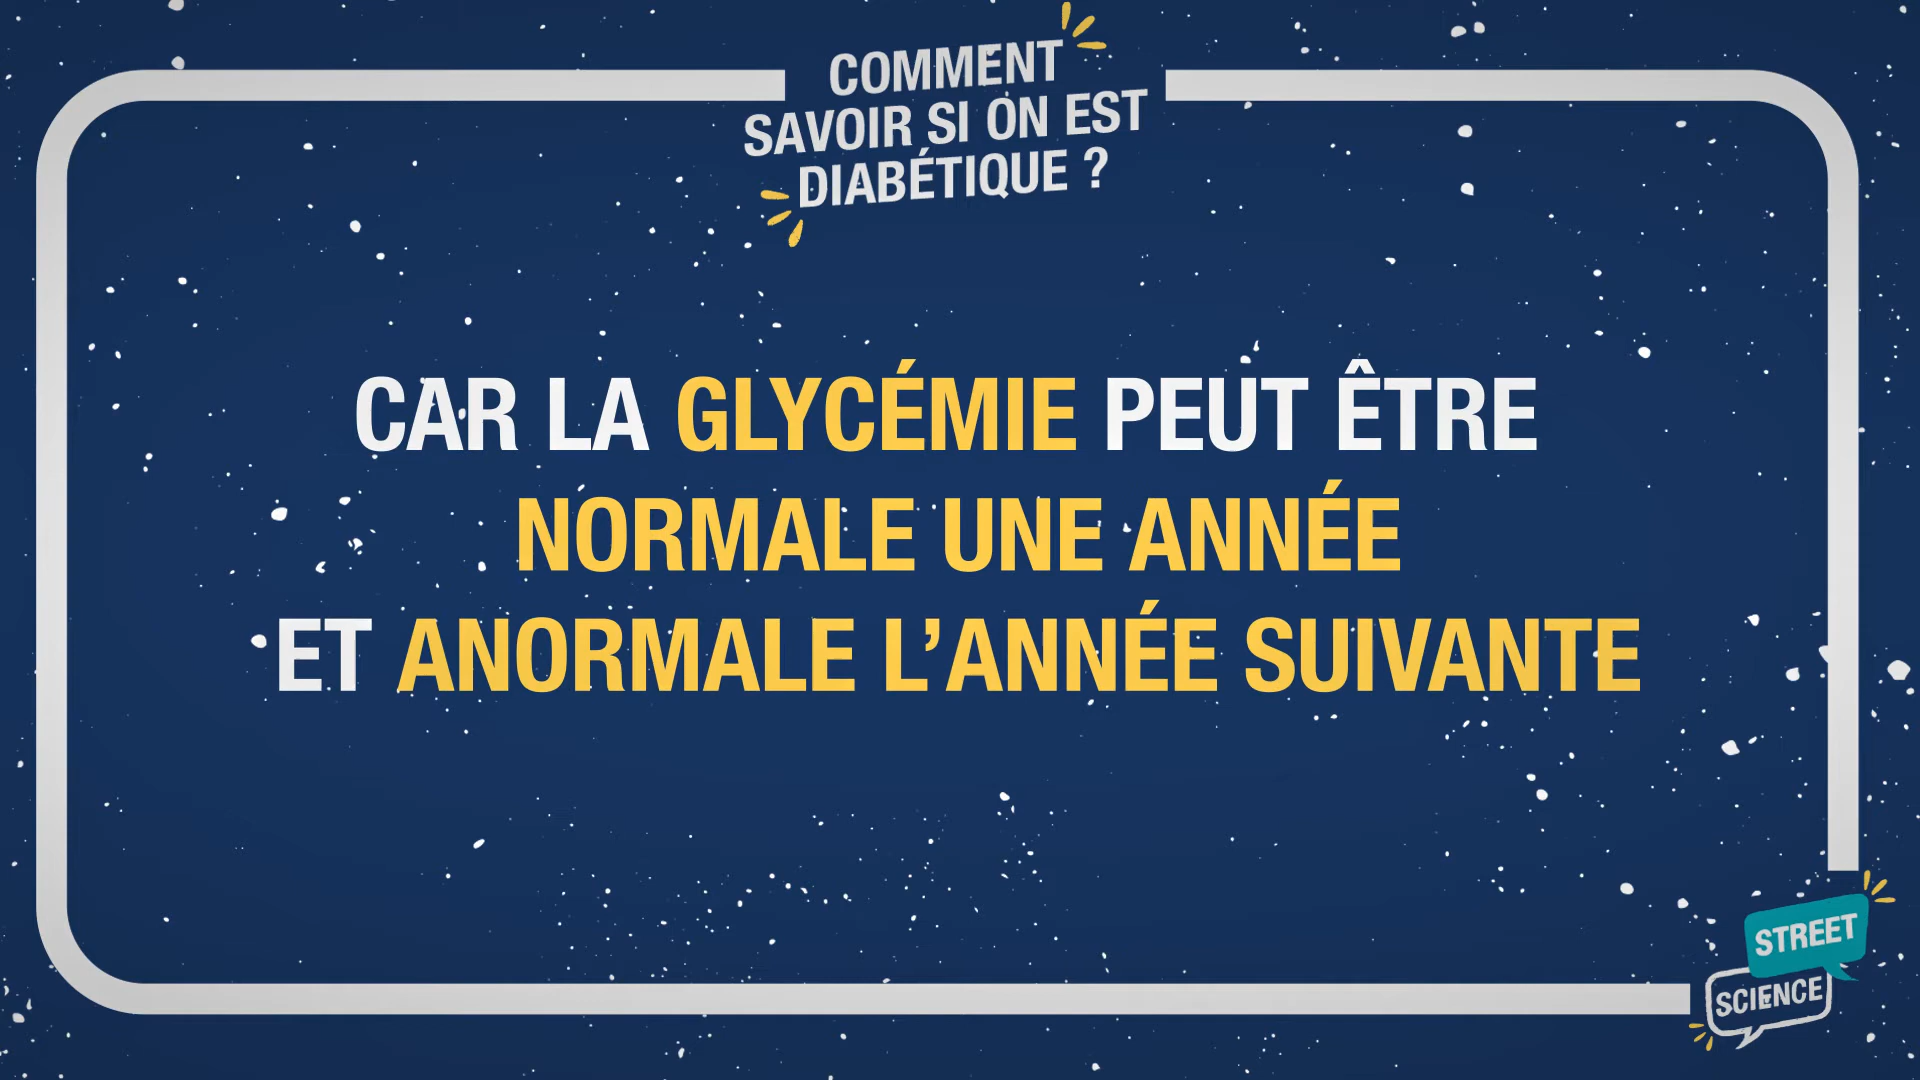 COMMENT
SAVOIR SI ON EST
DIABÉTIQUE ?
CAR LA GLYCÉMIE PEUT ÊTRE
NORMALE UNE ANNÉE
ET ANORMALE L’ANNÉE SUIVANTE
STREET
SCIENCE